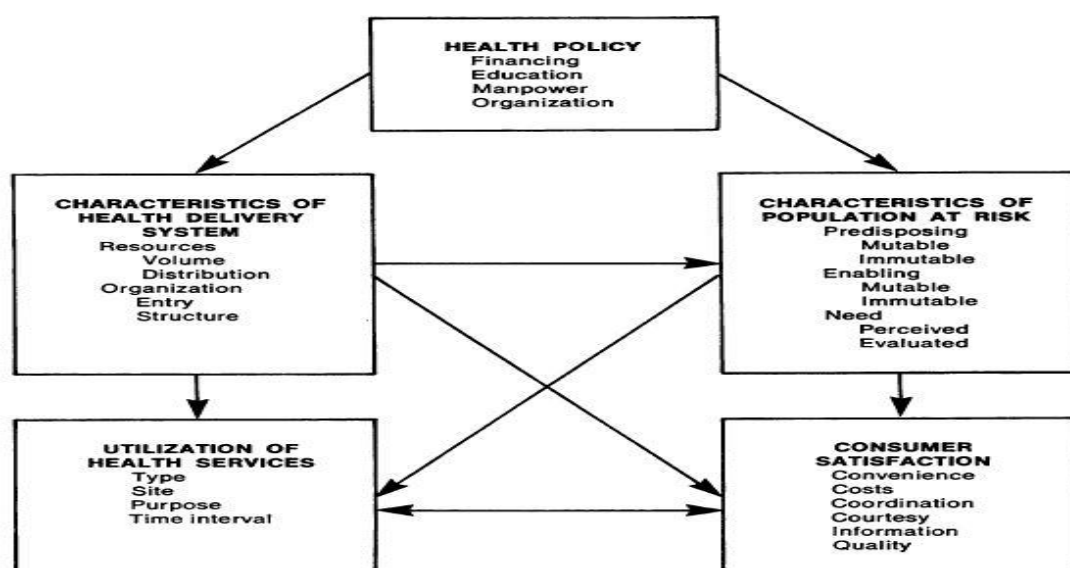 HEALTH POLICY
Financing
Education
Manpower
Organization
CHARACTERISTICS OF
HEALTH DELIVERY
SYSTEM
Resources
Volume
Distribution
Organization
Entry
Structure
CHARACTERISTICS OF
POPULATION AT RISK
Predisposing
Mutable
Immutable
Enabling
Mutable
Immutable
Need
Perceived
Evaluated
UTILIZATION OF
HEALTH SERVICES
Type
Site
Purpose
Time interval
CONSUMER
SATISFACTION
Convenience
Costs
Coordination
Courtesy
Information
Quality